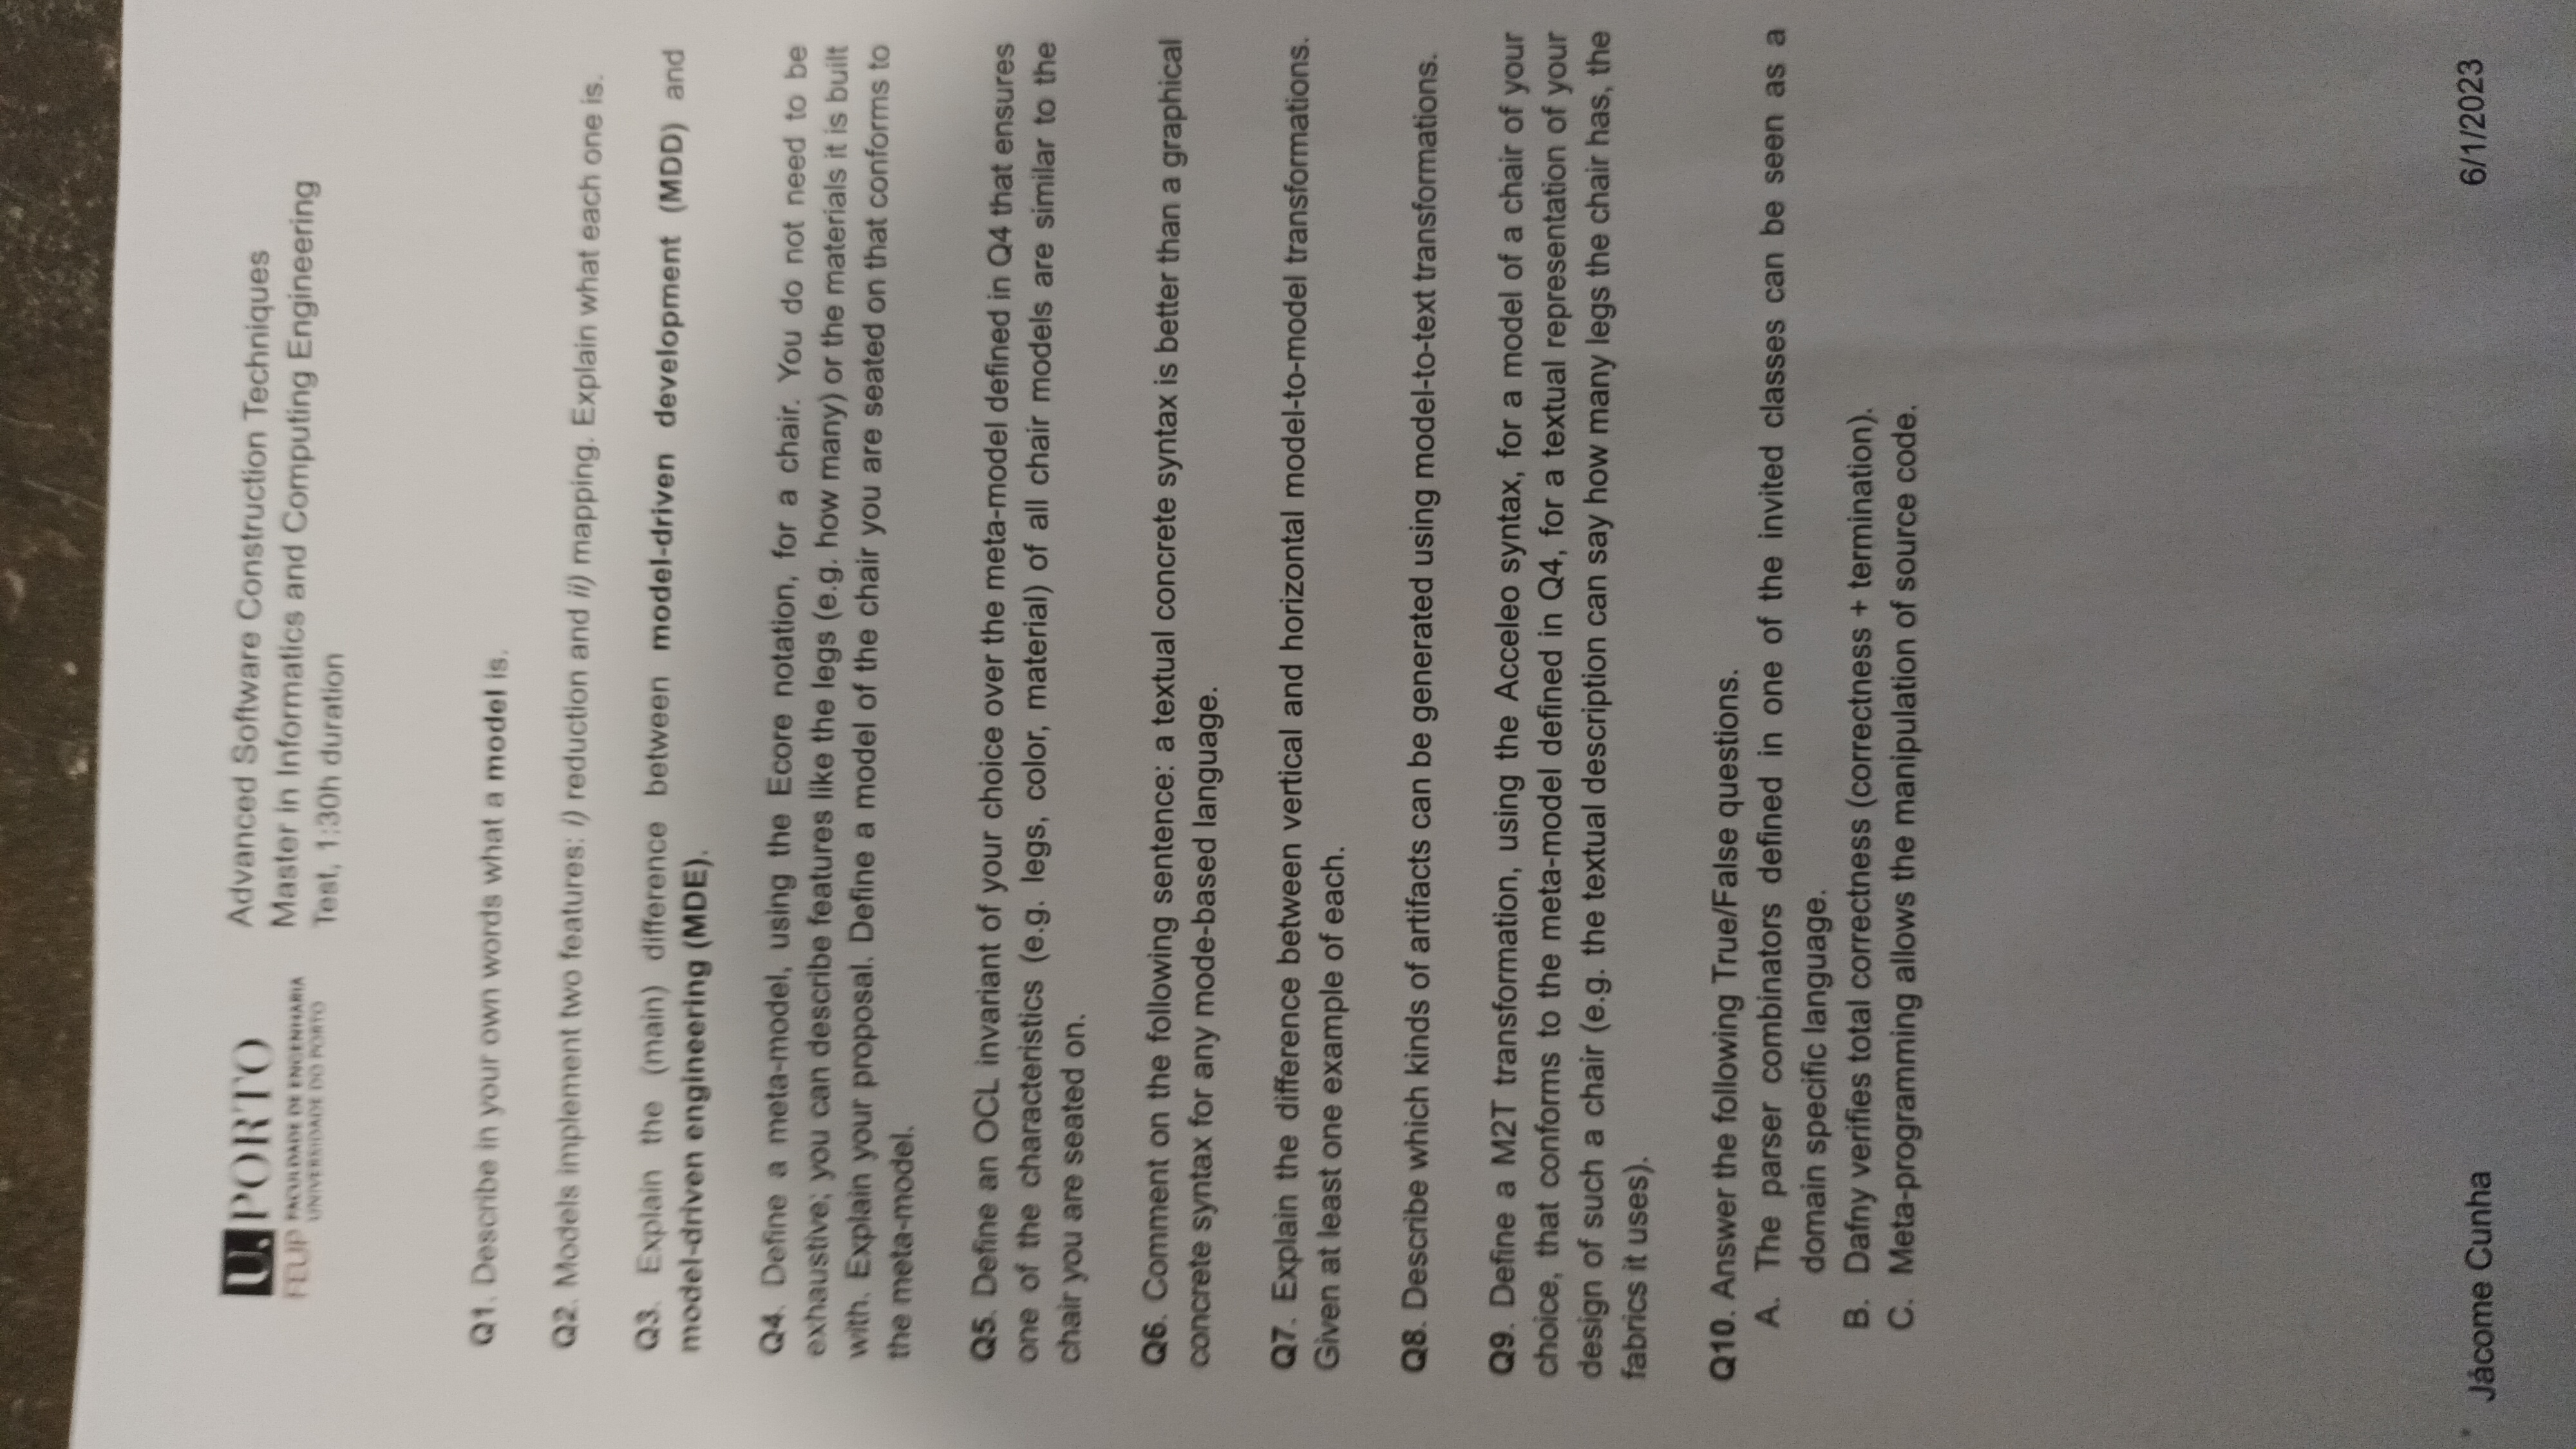 U. PORTO
FEUP FACULDADE DE ENGENHARIA
UNIVERSIDADE DO PORTO
Advanced Software Construction Techniques
Master in Informatics and Computing Engineering
Test, 1:30h duration
Q1. Describe in your own words what a model is.
Q2. Models implement two features: i) reduction and ii) mapping. Explain what each one is.
Q3. Explain the (main) difference between model-driven development (MDD) and
model-driven engineering (MDE).
Q4. Define a meta-model, using the Ecore notation, for a chair. You do not need to be
exhaustive; you can describe features like the legs (e.g. how many) or the materials it is built
with. Explain your proposal. Define a model of the chair you are seated on that conforms to
the meta-model.
Q5. Define an OCL invariant of your choice over the meta-model defined in Q4 that ensures
one of the characteristics (e.g. legs, color, material) of all chair models are similar to the
chair you are seated on.
Q6. Comment on the following sentence: a textual concrete syntax is better than a graphical
concrete syntax for any mode-based language.
Q7. Explain the difference between vertical and horizontal model-to-model transformations.
Given at least one example of each.
Q8. Describe which kinds of artifacts can be generated using model-to-text transformations.
Q9. Define a M2T transformation, using the Acceleo syntax, for a model of a chair of your
choice, that conforms to the meta-model defined in Q4, for a textual representation of your
design of such a chair (e.g. the textual description can say how many legs the chair has, the
fabrics it uses).
Q10. Answer the following True/False questions.
A. The parser combinators defined in one of the invited classes can be seen as a
domain specific language.
B. Dafny verifies total correctness (correctness + termination).
C. Meta-programming allows the manipulation of source code.
Jácome Cunha
6/1/2023